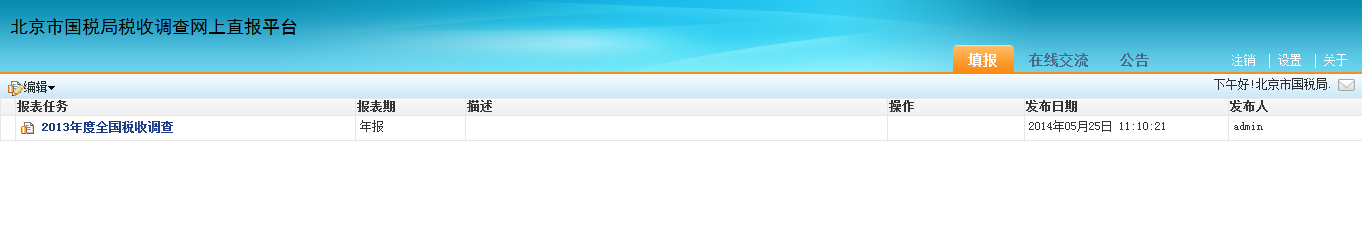 北京市国税局税收调查网上直报平台
填报 在线交流 公告 注销 设置 关于
编辑 下午好!北京市国税局.
报表任务 报表期 描述 操作 发布日期 发布人
2013年度全国税收调查 年报 2014年05月25日 11:10:21 admin